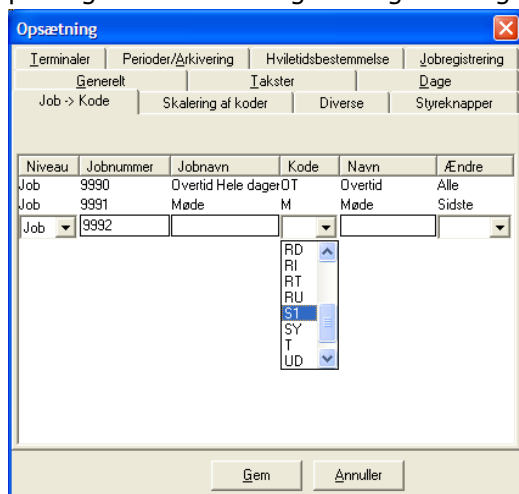 Opsætning
Terminaler Perioder/Arkivering Hviletidsbestemmelse Jobregistrering
Generelt Takster Dage
Job -> Kode Skalering af koder Diverse Styreknapper
Niveau Jobnummer Jobnavn Kode Navn Ændre
Job 9990 Overtid Hele dager OT Overtid Alle
Job 9991 Møde M Møde Sidste
Job 9992
RD
RI
RT
RU
S1
SY
T
UD
Gem Annuller